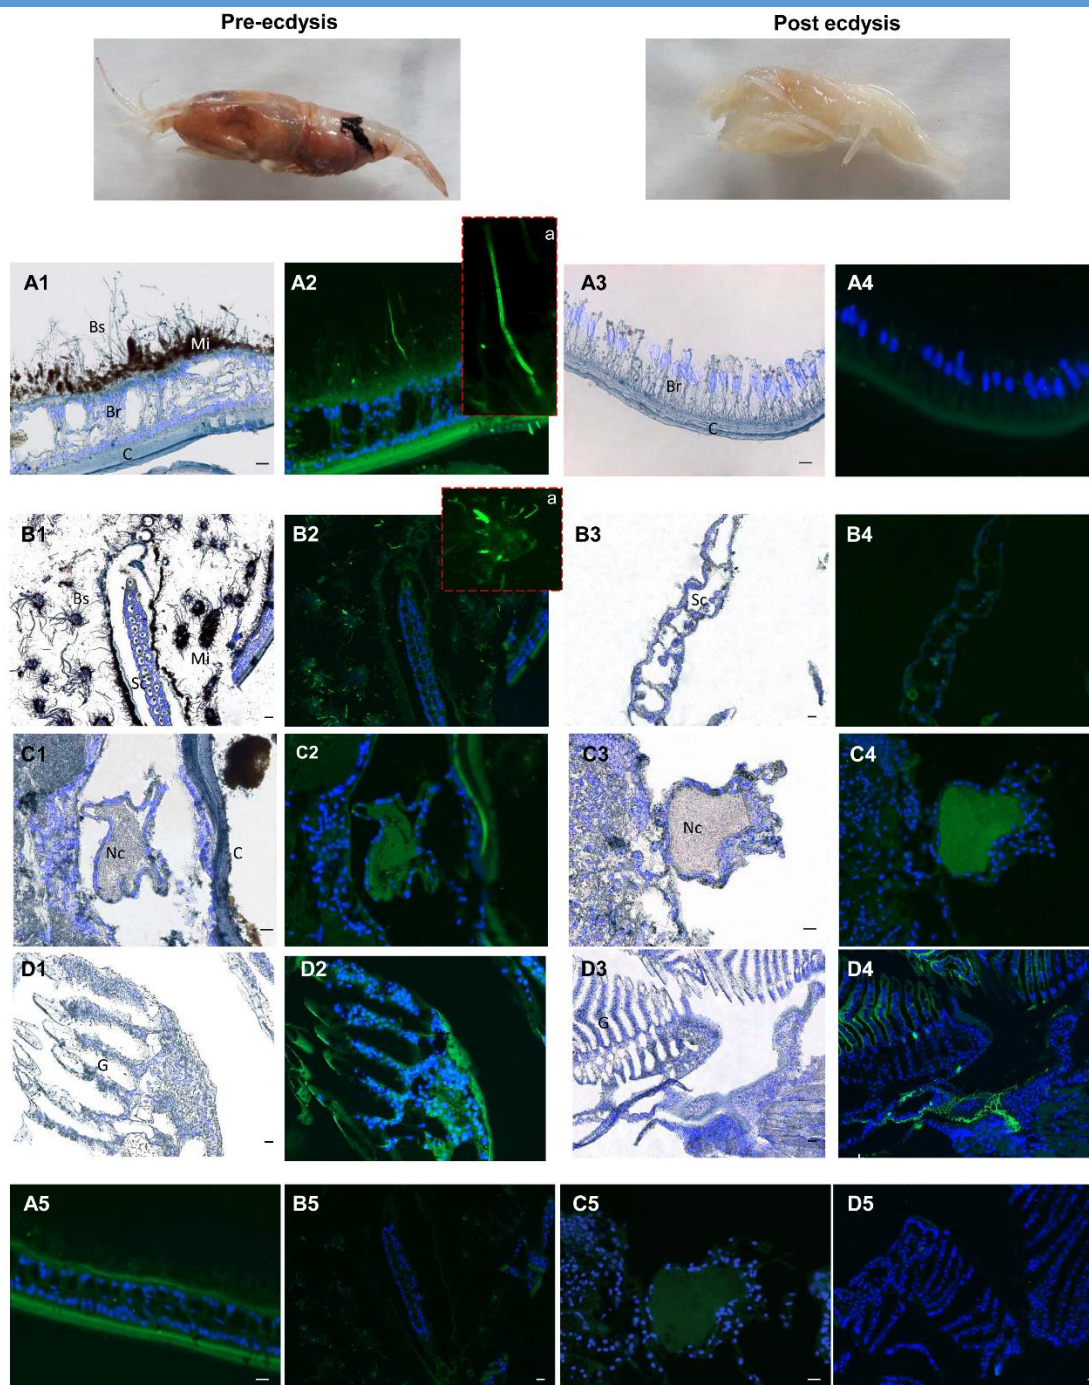 Pre-ecdysis
Post ecdysis
A1
Bs
Mi
Br
C
A2
a
A3
Br
C
A4
B1
Bs
Mi
Sc
B2
a
B3
Sc
B4
C1
Nc
C
C2
C3
Nc
C4
D1
G
D2
D3
G
D4
A5
B5
C5
D5